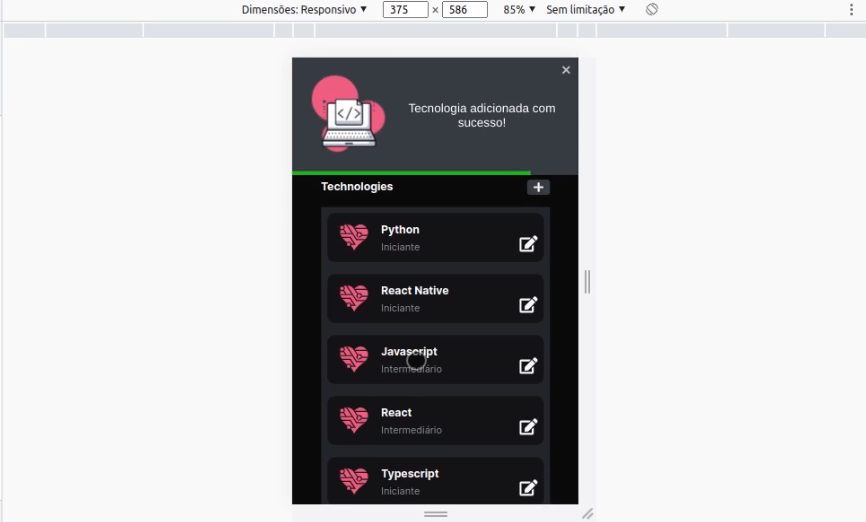 Dimensões: Responsivo ▼ 375 × 586 85% ▼ Sem limitação ▼
×
</>
Tecnologia adicionada com
sucesso!
Technologies +
Python
Iniciante
React Native
Iniciante
Javascript
Intermediário
React
Intermediário
Typescript
Iniciante